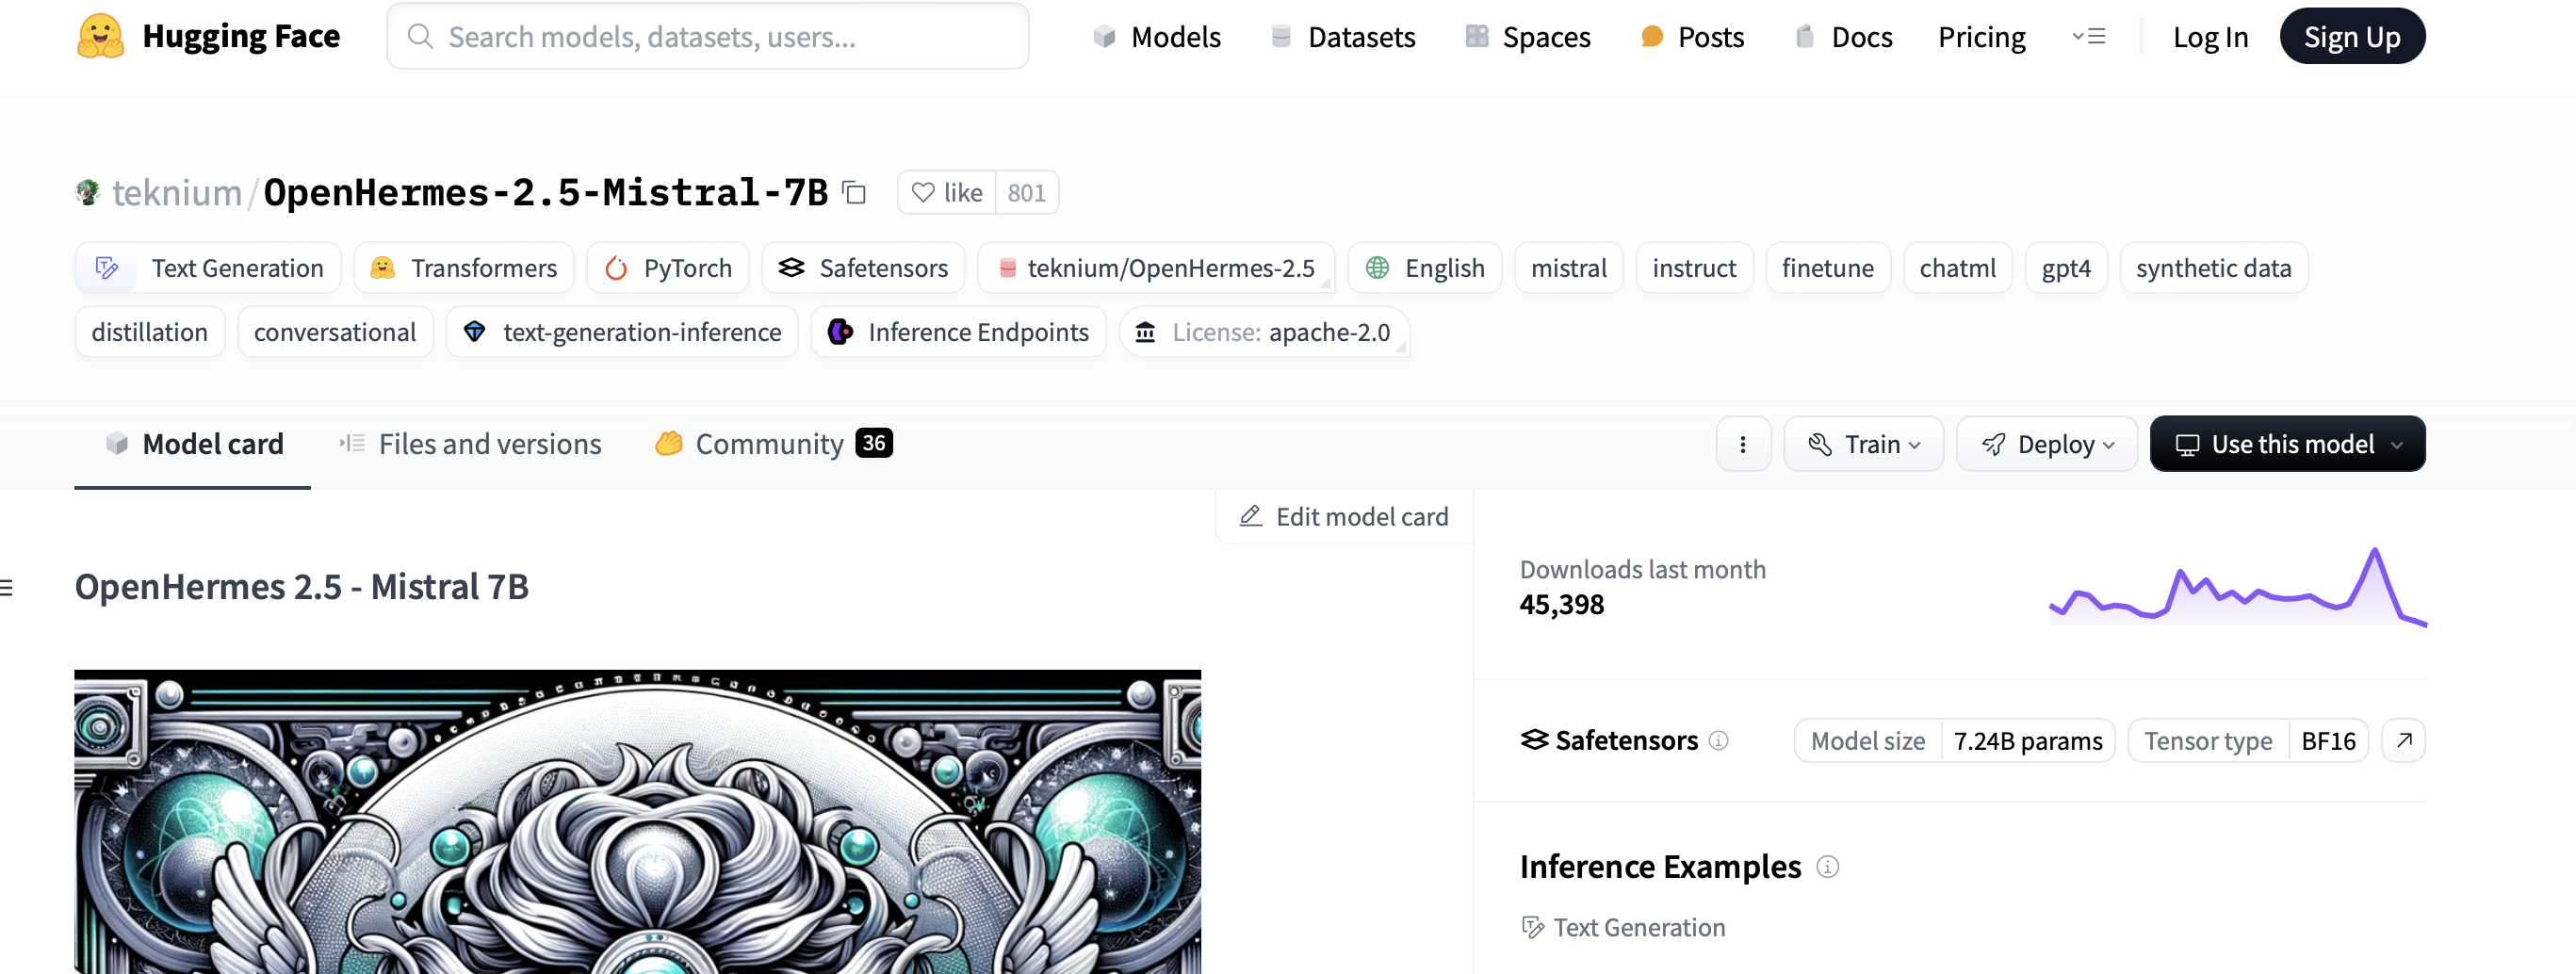 Hugging Face
Search models, datasets, users...
Models
Datasets
Spaces
Posts
Docs
Pricing
Log In
Sign Up
teknium/OpenHermes-2.5-Mistral-7B
like 801
Text Generation
Transformers
PyTorch
Safetensors
teknium/OpenHermes-2.5
English
mistral
instruct
finetune
chatml
gpt4
synthetic data
distillation
conversational
text-generation-inference
Inference Endpoints
License: apache-2.0
Model card
Files and versions
Community 36
Train
Deploy
Use this model
Edit model card
OpenHermes 2.5 - Mistral 7B
Downloads last month
45,398
Safetensors
Model size 7.24B params
Tensor type BF16
Inference Examples
Text Generation